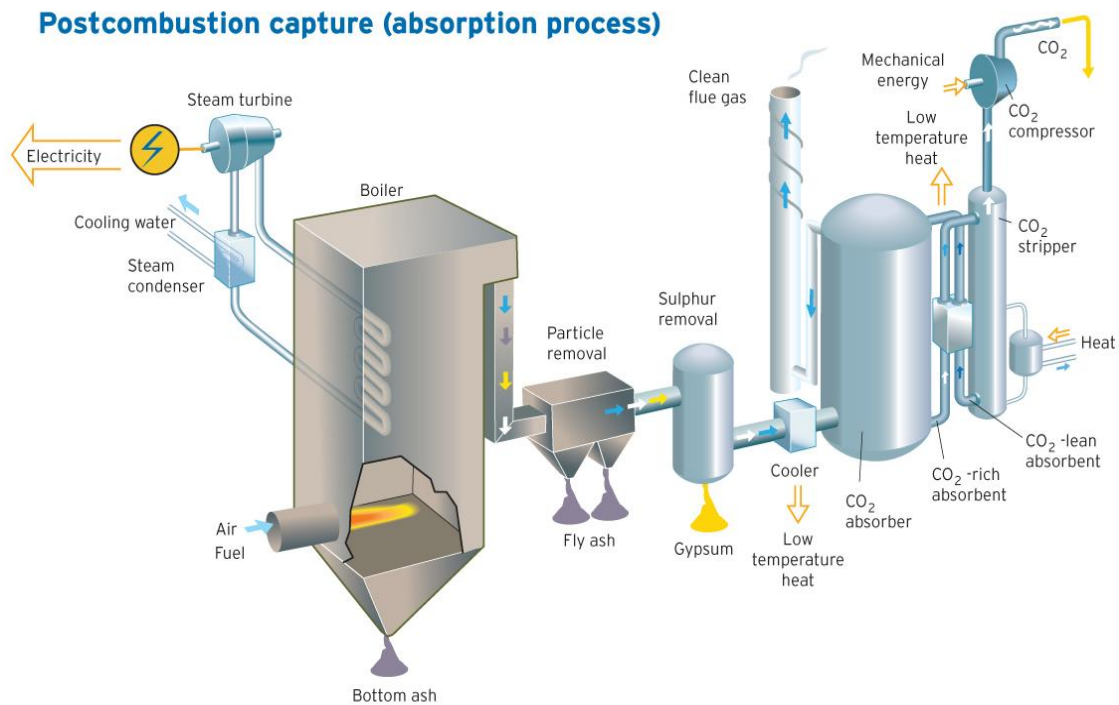 Postcombustion capture (absorption process)
CO₂
Mechanical
energy
Clean
flue gas
Steam turbine
CO₂
compressor
Low
temperature
heat
Electricity
Boiler
Cooling water
CO₂
stripper
Steam
condenser
Sulphur
removal
Particle
removal
Heat
CO₂ -lean
absorbent
Cooler
CO₂ -rich
absorbent
CO₂
absorber
Air
Fuel
Fly ash
Gypsum
Low
temperature
heat
Bottom ash